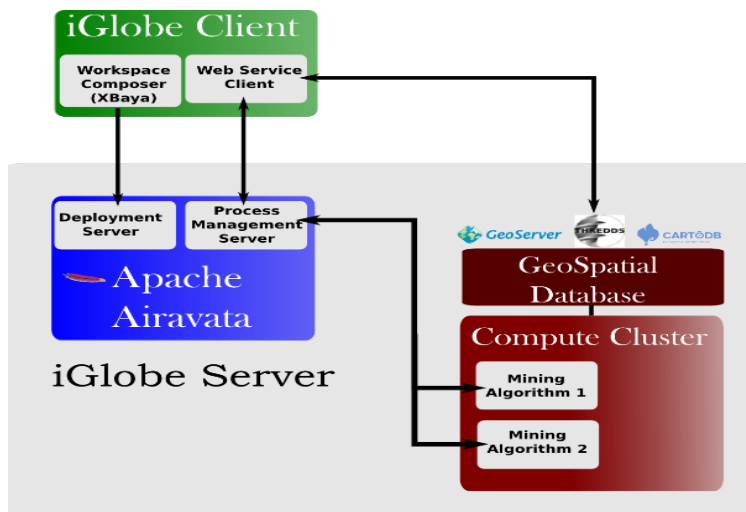 iGlobe Client
Workspace
Composer
(XBaya)
Web Service
Client
Deployment
Server
Process
Management
Server
Apache
Airavata
iGlobe Server
GeoServer
THREDDS
CARTODB
GeoSpatial
Database
Compute Cluster
Mining
Algorithm 1
Mining
Algorithm 2